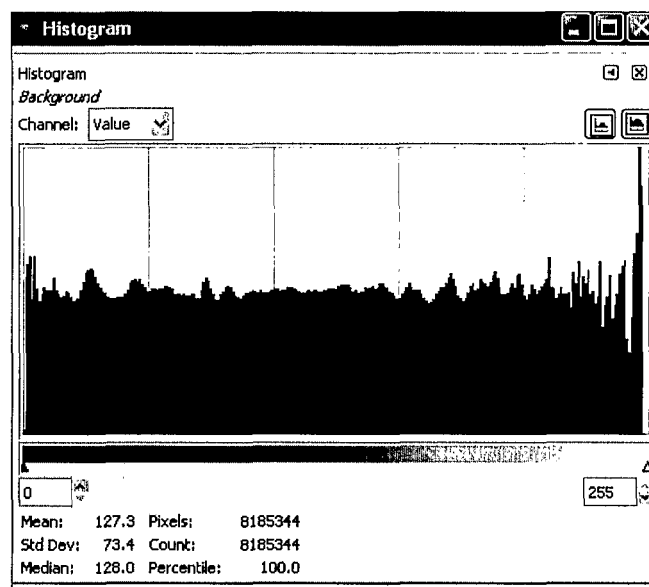 Histogram
Histogram
Background
Channel: Value
0 255
Mean: 127.3 Pixels: 8185344
Std Dev: 73.4 Count: 8185344
Median: 128.0 Percentile: 100.0